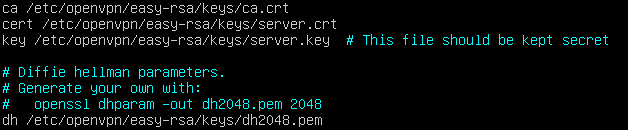 ca /etc/openvpn/easy-rsa/keys/ca.crt
cert /etc/openvpn/easy-rsa/keys/server.crt
key /etc/openvpn/easy-rsa/keys/server.key  # This file should be kept secret

# Diffie hellman parameters.
# Generate your own with:
#   openssl dhparam -out dh2048.pem 2048
dh /etc/openvpn/easy-rsa/keys/dh2048.pem